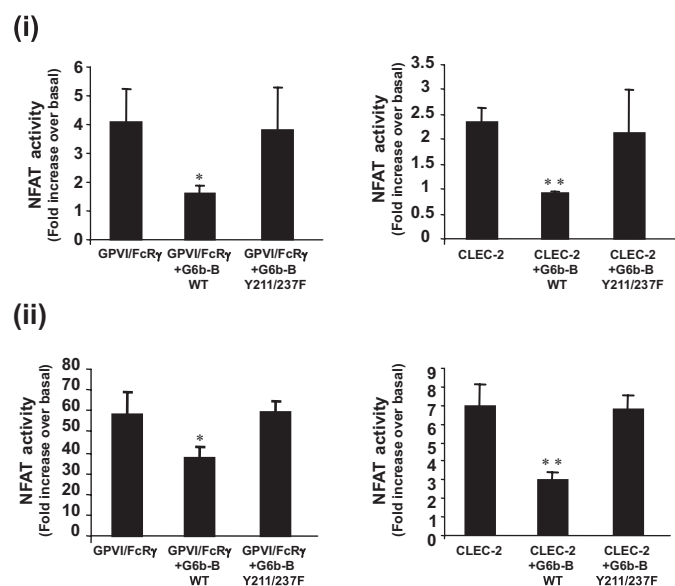 (i)
NFAT activity
(Fold increase over basal)
6
5
4
3
2
1
0
*
GPVI/FcRγ
GPVI/FcRγ
+G6b-B
WT
GPVI/FcRγ
+G6b-B
Y211/237F
NFAT activity
(Fold increase over basal)
3.5
3
2.5
2
1.5
1
0.5
0
**
CLEC-2
CLEC-2
+G6b-B
WT
CLEC-2
+G6b-B
Y211/237F
(ii)
NFAT activity
(Fold increase over basal)
80
70
60
50
40
30
20
10
0
*
GPVI/FcRγ
GPVI/FcRγ
+G6b-B
WT
GPVI/FcRγ
+G6b-B
Y211/237F
NFAT activity
(Fold increase over basal)
9
8
7
6
5
4
3
2
1
0
**
CLEC-2
CLEC-2
+G6b-B
WT
CLEC-2
+G6b-B
Y211/237F